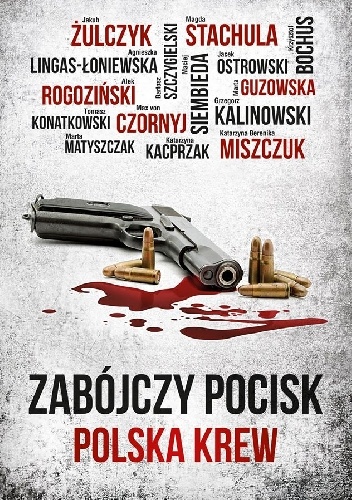 Jakub
ŻULCZYK
Magda
STACHULA
Agnieszka
LINGAS-ŁONIEWSKA
Bartosz
SZCZYGIELSKI
Maciej
SIEMBIEDA
Jacek
OSTROWSKI
Krzysztof
BOCHUS
Alek
ROGOZIŃSKI
Marta
GUZOWSKA
Tomasz
KONATKOWSKI
Max von
CZORNYJ
Grzegorz
KALINOWSKI
Marta
MATYSZCZAK
Katarzyna
KACPRZAK
Katarzyna Berenika
MISZCZUK
ZABÓJCZY POCISK
POLSKA KREW